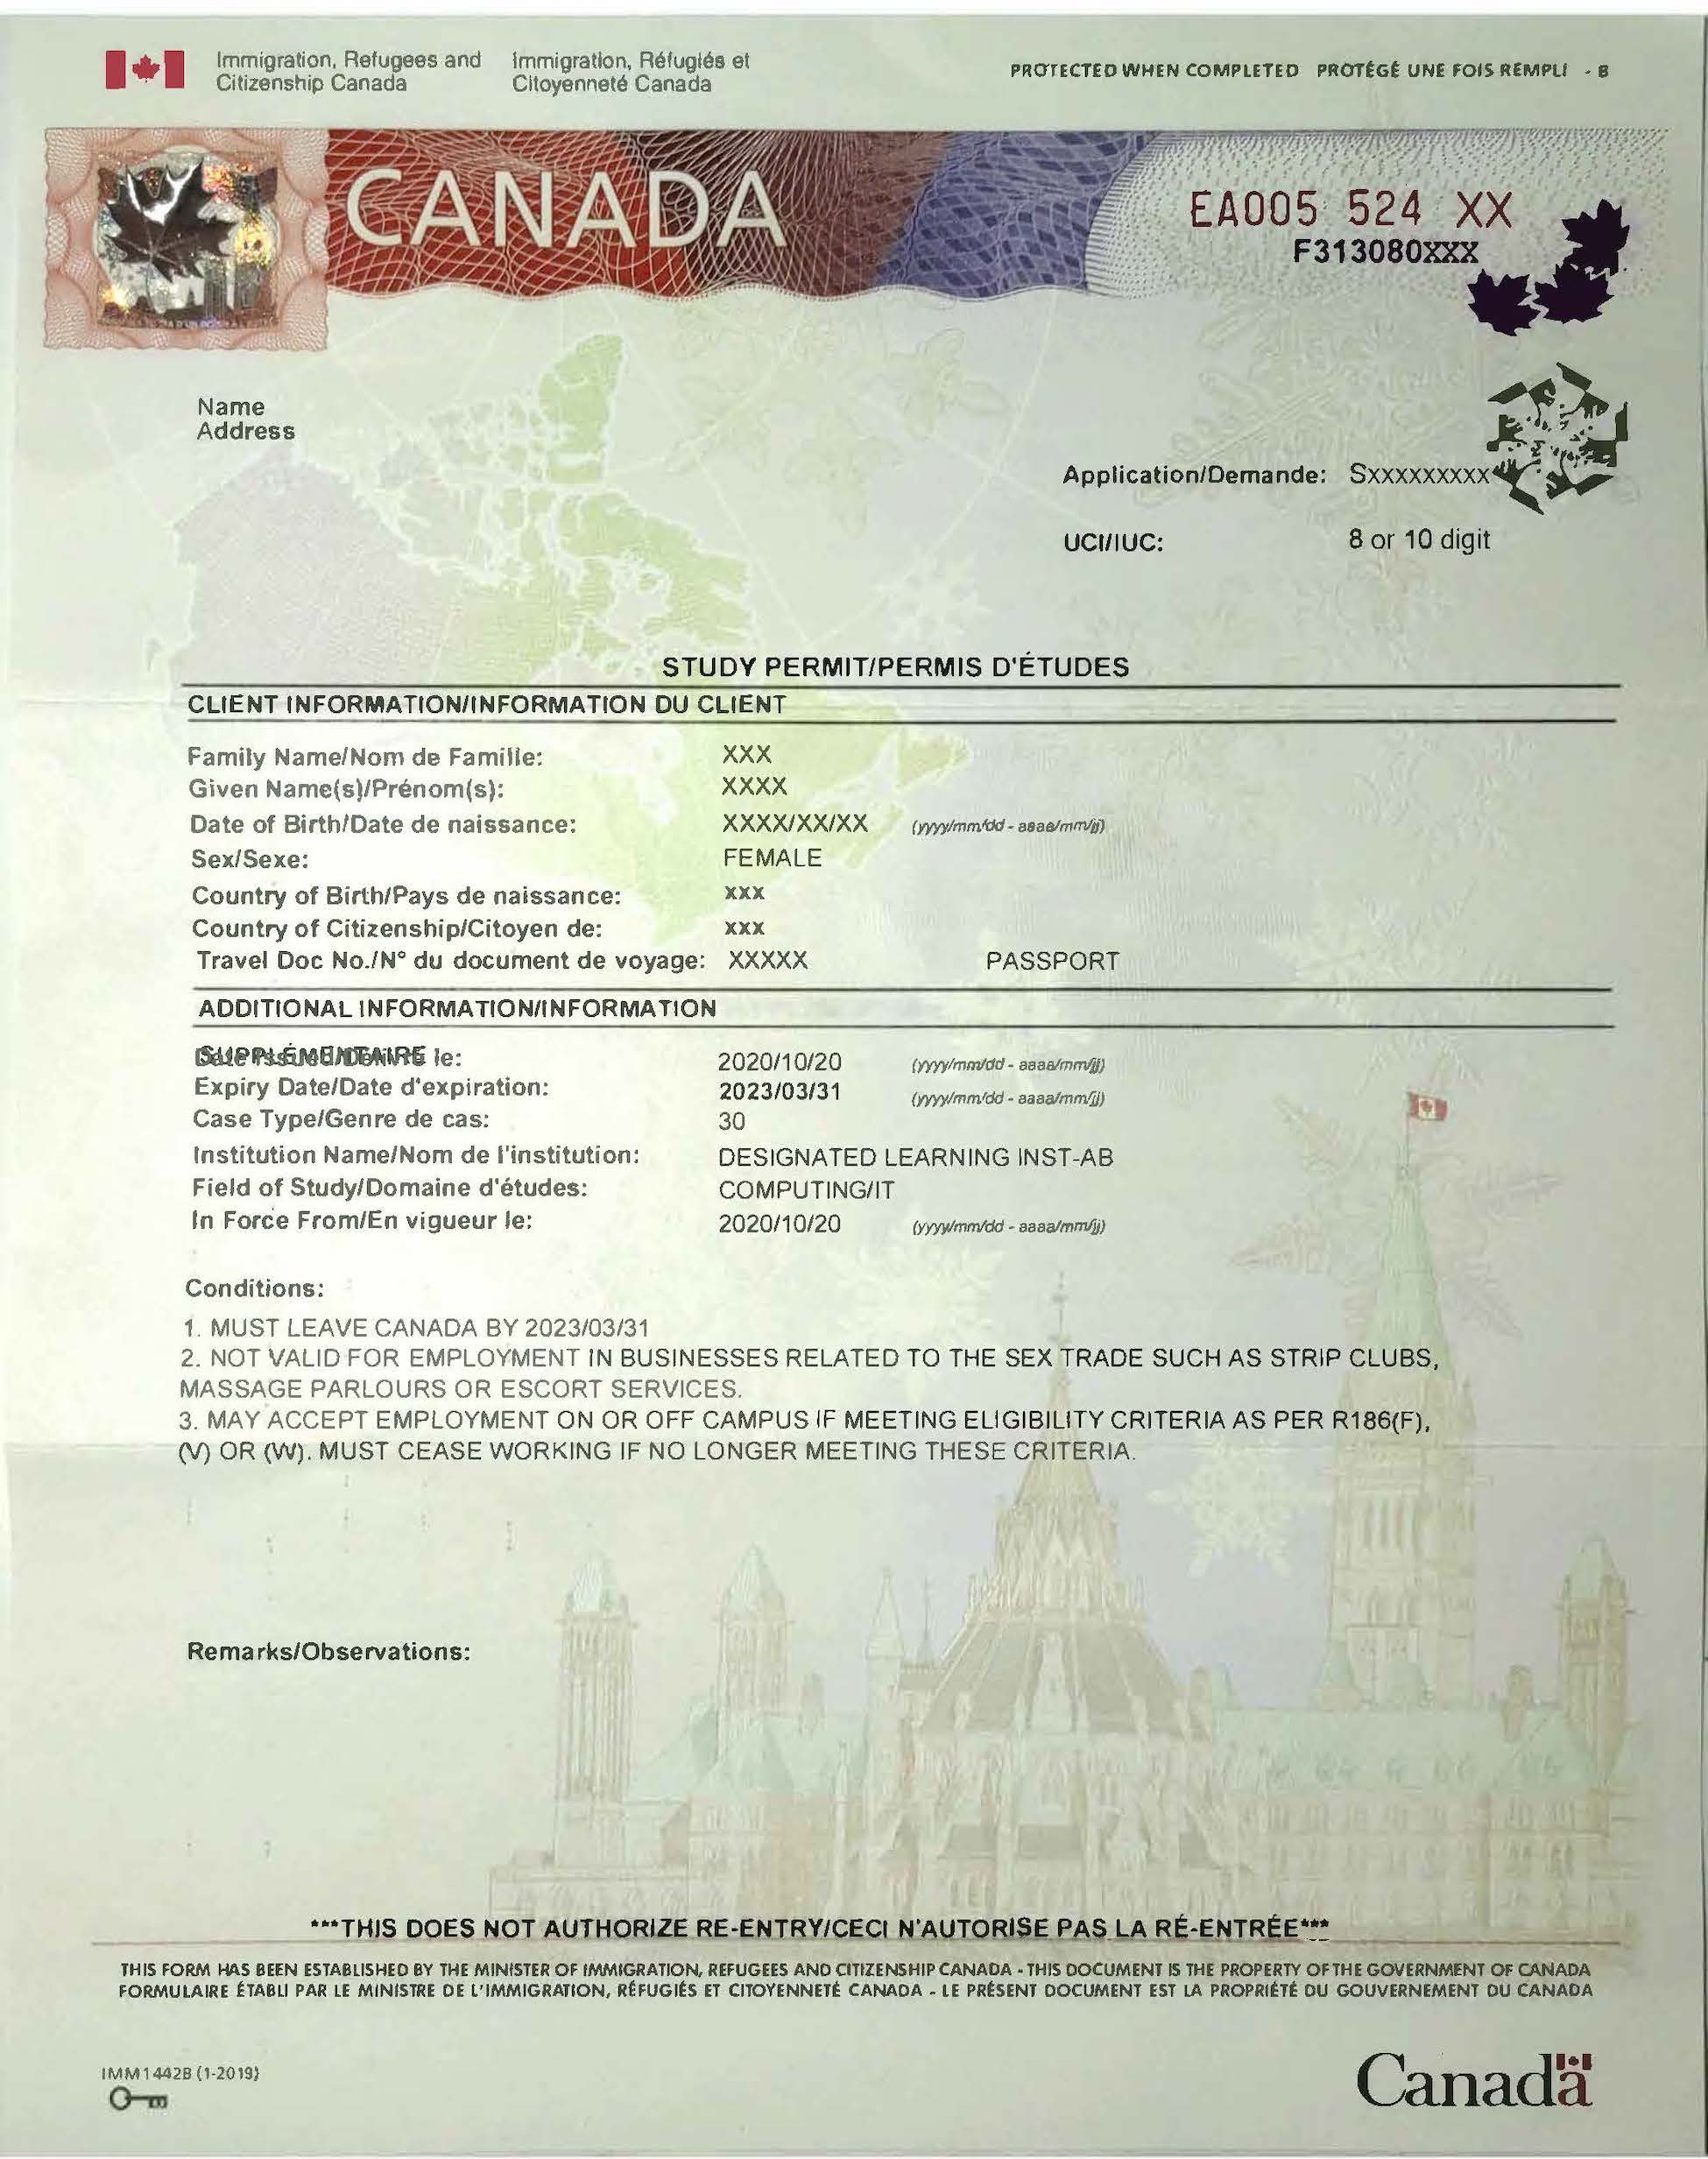 Immigration, Refugees and
Citizenship Canada
Immigration, Réfugiés et
Citoyenneté Canada
PROTECTED WHEN COMPLETED PROTÉGÉ UNE FOIS REMPLI - B
CANADA
EA005 524 XX
F313080XXX
Name
Address
Application/Demande: Sxxxxxxxxx
UCI/IUC: 8 or 10 digit
STUDY PERMIT/PERMIS D'ÉTUDES
CLIENT INFORMATION/INFORMATION DU CLIENT
Family Name/Nom de Famille: XXX
Given Name(s)/Prénom(s): XXXX
Date of Birth/Date de naissance: XXXX/XX/XX (yyyy/mm/dd - aaaa/mm/jj)
Sex/Sexe: FEMALE
Country of Birth/Pays de naissance: XXX
Country of Citizenship/Citoyen de: XXX
Travel Doc No./N° du document de voyage: XXXXX PASSPORT
ADDITIONAL INFORMATION/INFORMATION
SUPPLÉMENTAIRE
le: 2020/10/20 (yyyy/mm/dd - aaaa/mm/jj)
Expiry Date/Date d'expiration: 2023/03/31 (yyyy/mm/dd - aaaa/mm/jj)
Case Type/Genre de cas: 30
Institution Name/Nom de l'institution: DESIGNATED LEARNING INST-AB
Field of Study/Domaine d'études: COMPUTING/IT
In Force From/En vigueur le: 2020/10/20 (yyyy/mm/dd - aaaa/mm/jj)
Conditions:
1. MUST LEAVE CANADA BY 2023/03/31
2. NOT VALID FOR EMPLOYMENT IN BUSINESSES RELATED TO THE SEX TRADE SUCH AS STRIP CLUBS,
MASSAGE PARLOURS OR ESCORT SERVICES.
3. MAY ACCEPT EMPLOYMENT ON OR OFF CAMPUS IF MEETING ELIGIBILITY CRITERIA AS PER R186(F),
(V) OR (W). MUST CEASE WORKING IF NO LONGER MEETING THESE CRITERIA.
Remarks/Observations:
***THIS DOES NOT AUTHORIZE RE-ENTRY/CECI N'AUTORISE PAS LA RÉ-ENTRÉE***
THIS FORM HAS BEEN ESTABLISHED BY THE MINISTER OF IMMIGRATION, REFUGEES AND CITIZENSHIP CANADA - THIS DOCUMENT IS THE PROPERTY OF THE GOVERNMENT OF CANADA
FORMULAIRE ÉTABLI PAR LE MINISTRE DE L'IMMIGRATION, RÉFUGIÉS ET CITOYENNETÉ CANADA - LE PRÉSENT DOCUMENT EST LA PROPRIÉTÉ DU GOUVERNEMENT DU CANADA
IMM1442B (1-2019)
Canada